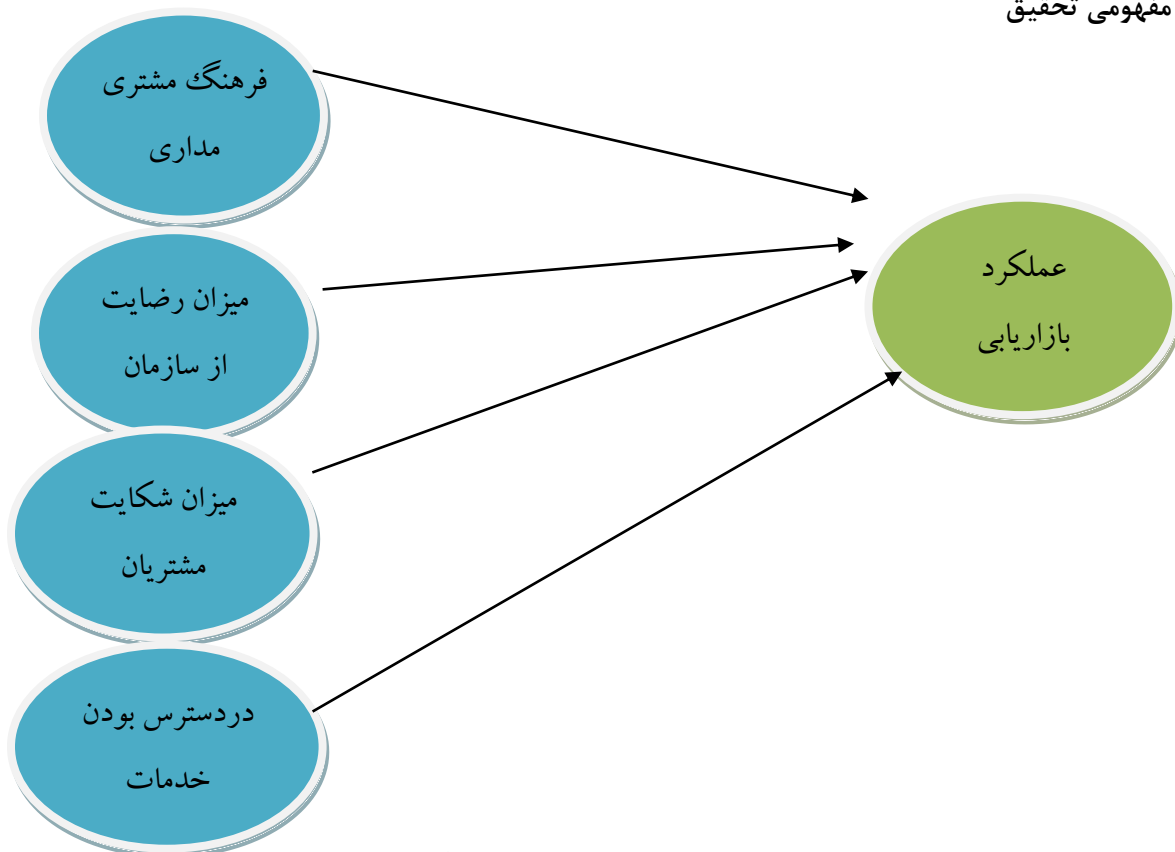 مفهومی تحقیق
فرهنگ مشتری
مداری
میزان رضایت
از سازمان
میزان شکایت
مشتریان
دردسترس بودن
خدمات
عملکرد
بازاریابی